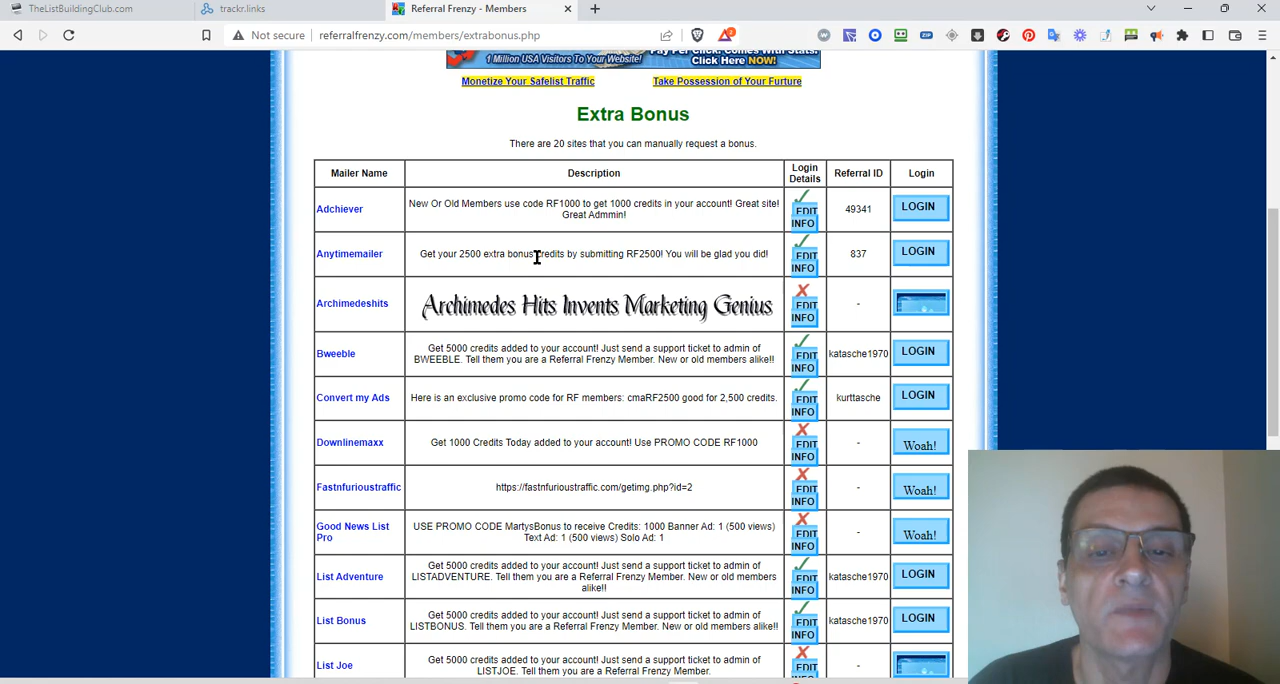 TheListBuildingClub.com
trackr.links
Referral Frenzy - Members
Not secure
referralfrenzy.com/members/extrabonus.php
2
1 Million USA Visitors To Your Website!
Pay Per Click. Comes With Stats!
Click Here NOW!
Monetize Your Safelist Traffic
Take Possession of Your Furture
Extra Bonus
There are 20 sites that you can manually request a bonus.
Mailer Name
Description
Login
Details
Referral ID
Login
Adchiever
New Or Old Members use code RF1000 to get 1000 credits in your account! Great site!
Great Admmin!
EDIT
INFO
49341
LOGIN
Anytimemailer
Get your 2500 extra bonus credits by submitting RF2500! You will be glad you did!
EDIT
INFO
837
LOGIN
Archimedeshits
Archimedes Hits Invents Marketing Genius
EDIT
INFO
-
Bweeble
Get 5000 credits added to your account! Just send a support ticket to admin of
BWEEBLE. Tell them you are a Referral Frenzy Member. New or old members alike!!
EDIT
INFO
katasche1970
LOGIN
Convert my Ads
Here is an exclusive promo code for RF members: cmaRF2500 good for 2,500 credits.
EDIT
INFO
kurttasche
LOGIN
Downlinemaxx
Get 1000 Credits Today added to your account! Use PROMO CODE RF1000
EDIT
INFO
-
Woah!
Fastnfurioustraffic
https://fastnfurioustraffic.com/getimg.php?id=2
EDIT
INFO
-
Woah!
Good News List
Pro
USE PROMO CODE MartysBonus to receive Credits: 1000 Banner Ad: 1 (500 views)
Text Ad: 1 (500 views) Solo Ad: 1
EDIT
INFO
-
Woah!
List Adventure
Get 5000 credits added to your account! Just send a support ticket to admin of
LISTADVENTURE. Tell them you are a Referral Frenzy Member. New or old members
alike!!
EDIT
INFO
katasche1970
LOGIN
List Bonus
Get 5000 credits added to your account! Just send a support ticket to admin of
LISTBONUS. Tell them you are a Referral Frenzy Member. New or old members alike!!
EDIT
INFO
katasche1970
LOGIN
List Joe
Get 5000 credits added to your account! Just send a support ticket to admin of
LISTJOE. Tell them you are a Referral Frenzy Member.
EDIT
-